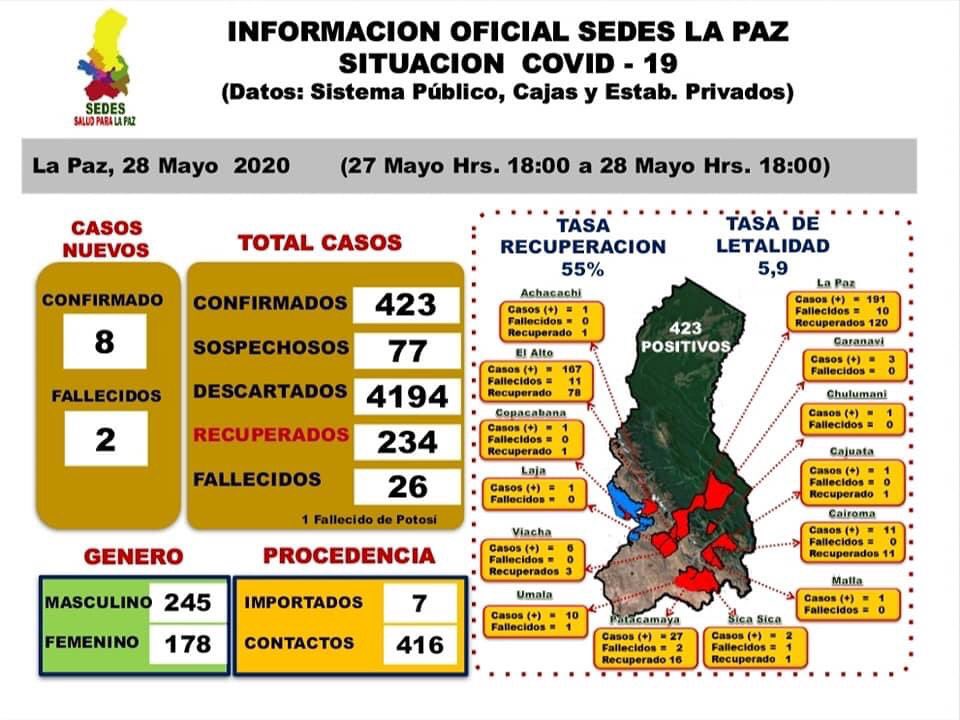 INFORMACION OFICIAL SEDES LA PAZ
SITUACION COVID - 19
(Datos: Sistema Público, Cajas y Estab. Privados)
SEDES
SALUD PARA LA PAZ
La Paz, 28 Mayo 2020 (27 Mayo Hrs. 18:00 a 28 Mayo Hrs. 18:00)
CASOS
NUEVOS
CONFIRMADO
8
FALLECIDOS
2
TOTAL CASOS
CONFIRMADOS 423
SOSPECHOSOS 77
DESCARTADOS 4194
RECUPERADOS 234
FALLECIDOS 26
1 Fallecido de Potosí
GENERO
MASCULINO 245
FEMENINO 178
PROCEDENCIA
IMPORTADOS 7
CONTACTOS 416
TASA
RECUPERACION
55%
TASA DE
LETALIDAD
5,9
423
POSITIVOS
Achacachi
Casos (+) = 1
Fallecidos = 0
Recuperado 1
El Alto
Casos (+) = 167
Fallecidos = 11
Recuperado 78
Copacabana
Casos (+) = 1
Fallecidos = 0
Recuperado 1
Laja
Casos (+) = 1
Fallecidos = 0
Viacha
Casos (+) = 6
Fallecidos = 0
Recuperados 3
Umala
Casos (+) = 10
Fallecidos = 1
Patacamaya
Casos (+) = 27
Fallecidos = 2
Recuperado 16
Sica Sica
Casos (+) = 2
Fallecidos = 1
Recuperado 1
La Paz
Casos (+) = 191
Fallecidos = 10
Recuperados 120
Caranavi
Casos (+) = 3
Fallecidos = 0
Chulumani
Casos (+) = 1
Fallecidos = 0
Cajuata
Casos (+) = 1
Fallecidos = 0
Recuperado 1
Cairoma
Casos (+) = 11
Fallecidos = 0
Recuperados 11
Malla
Casos (+) = 1
Fallecidos = 0